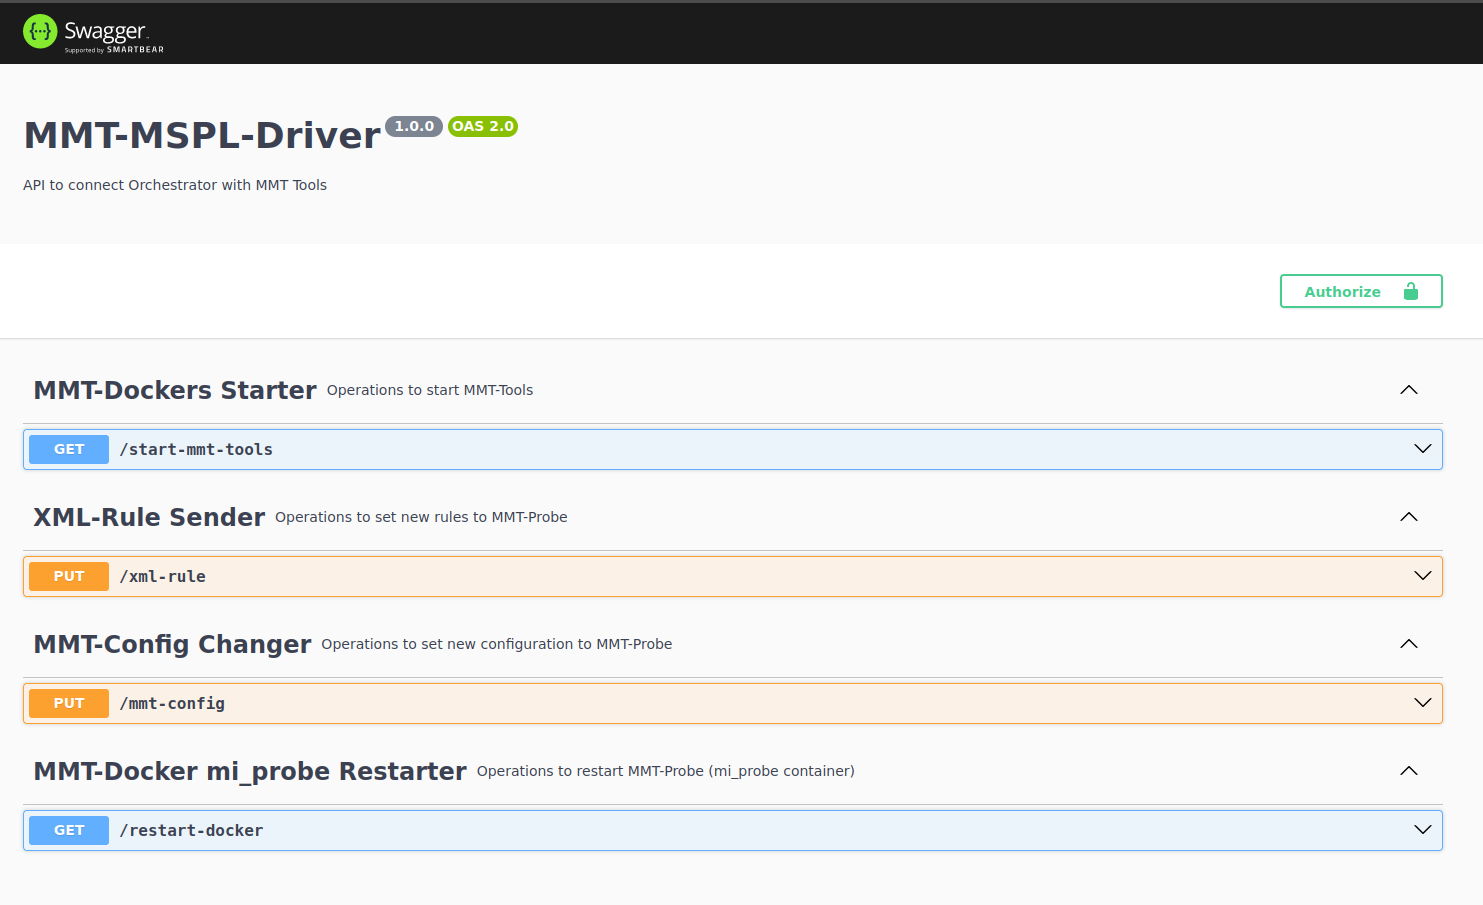 Swagger
Supported by SMARTBEAR
MMT-MSPL-Driver 1.0.0 OAS 2.0
API to connect Orchestrator with MMT Tools
Authorize
MMT-Dockers Starter Operations to start MMT-Tools
GET /start-mmt-tools
XML-Rule Sender Operations to set new rules to MMT-Probe
PUT /xml-rule
MMT-Config Changer Operations to set new configuration to MMT-Probe
PUT /mmt-config
MMT-Docker mi_probe Restarter Operations to restart MMT-Probe (mi_probe container)
GET /restart-docker